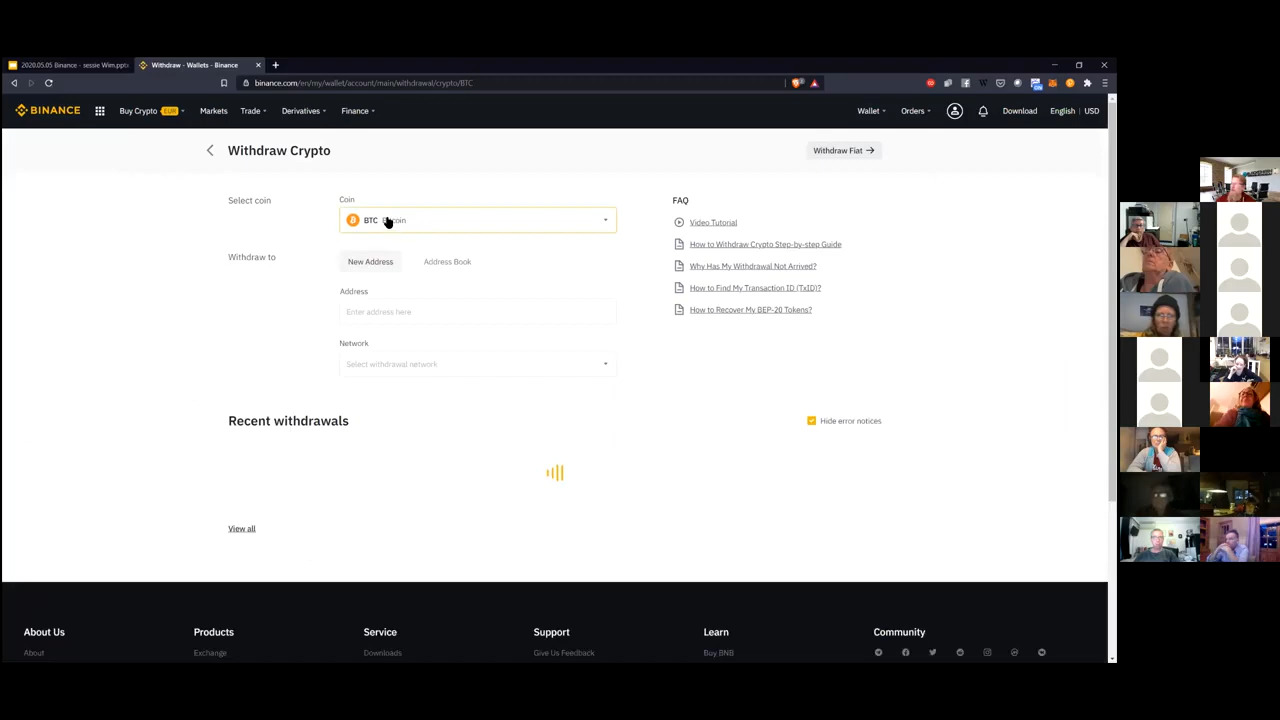 2020.05.05 Binance - sessie Wim.pptx
Withdraw - Wallets - Binance
binance.com/en/my/wallet/account/main/withdrawal/crypto/BTC
BINANCE
Buy Crypto EUR
Markets
Trade
Derivatives
Finance
Wallet
Orders
Download
English | USD
Withdraw Crypto
Withdraw Fiat
Select coin
Coin
BTC
FAQ
Video Tutorial
How to Withdraw Crypto Step-by-step Guide
Withdraw to
New Address
Address Book
Why Has My Withdrawal Not Arrived?
Address
How to Find My Transaction ID (TxID)?
Enter address here
How to Recover My BEP-20 Tokens?
Network
Select withdrawal network
Recent withdrawals
Hide error notices
View all
About Us
Products
Service
Support
Learn
Community
About
Exchange
Downloads
Give Us Feedback
Buy BNB